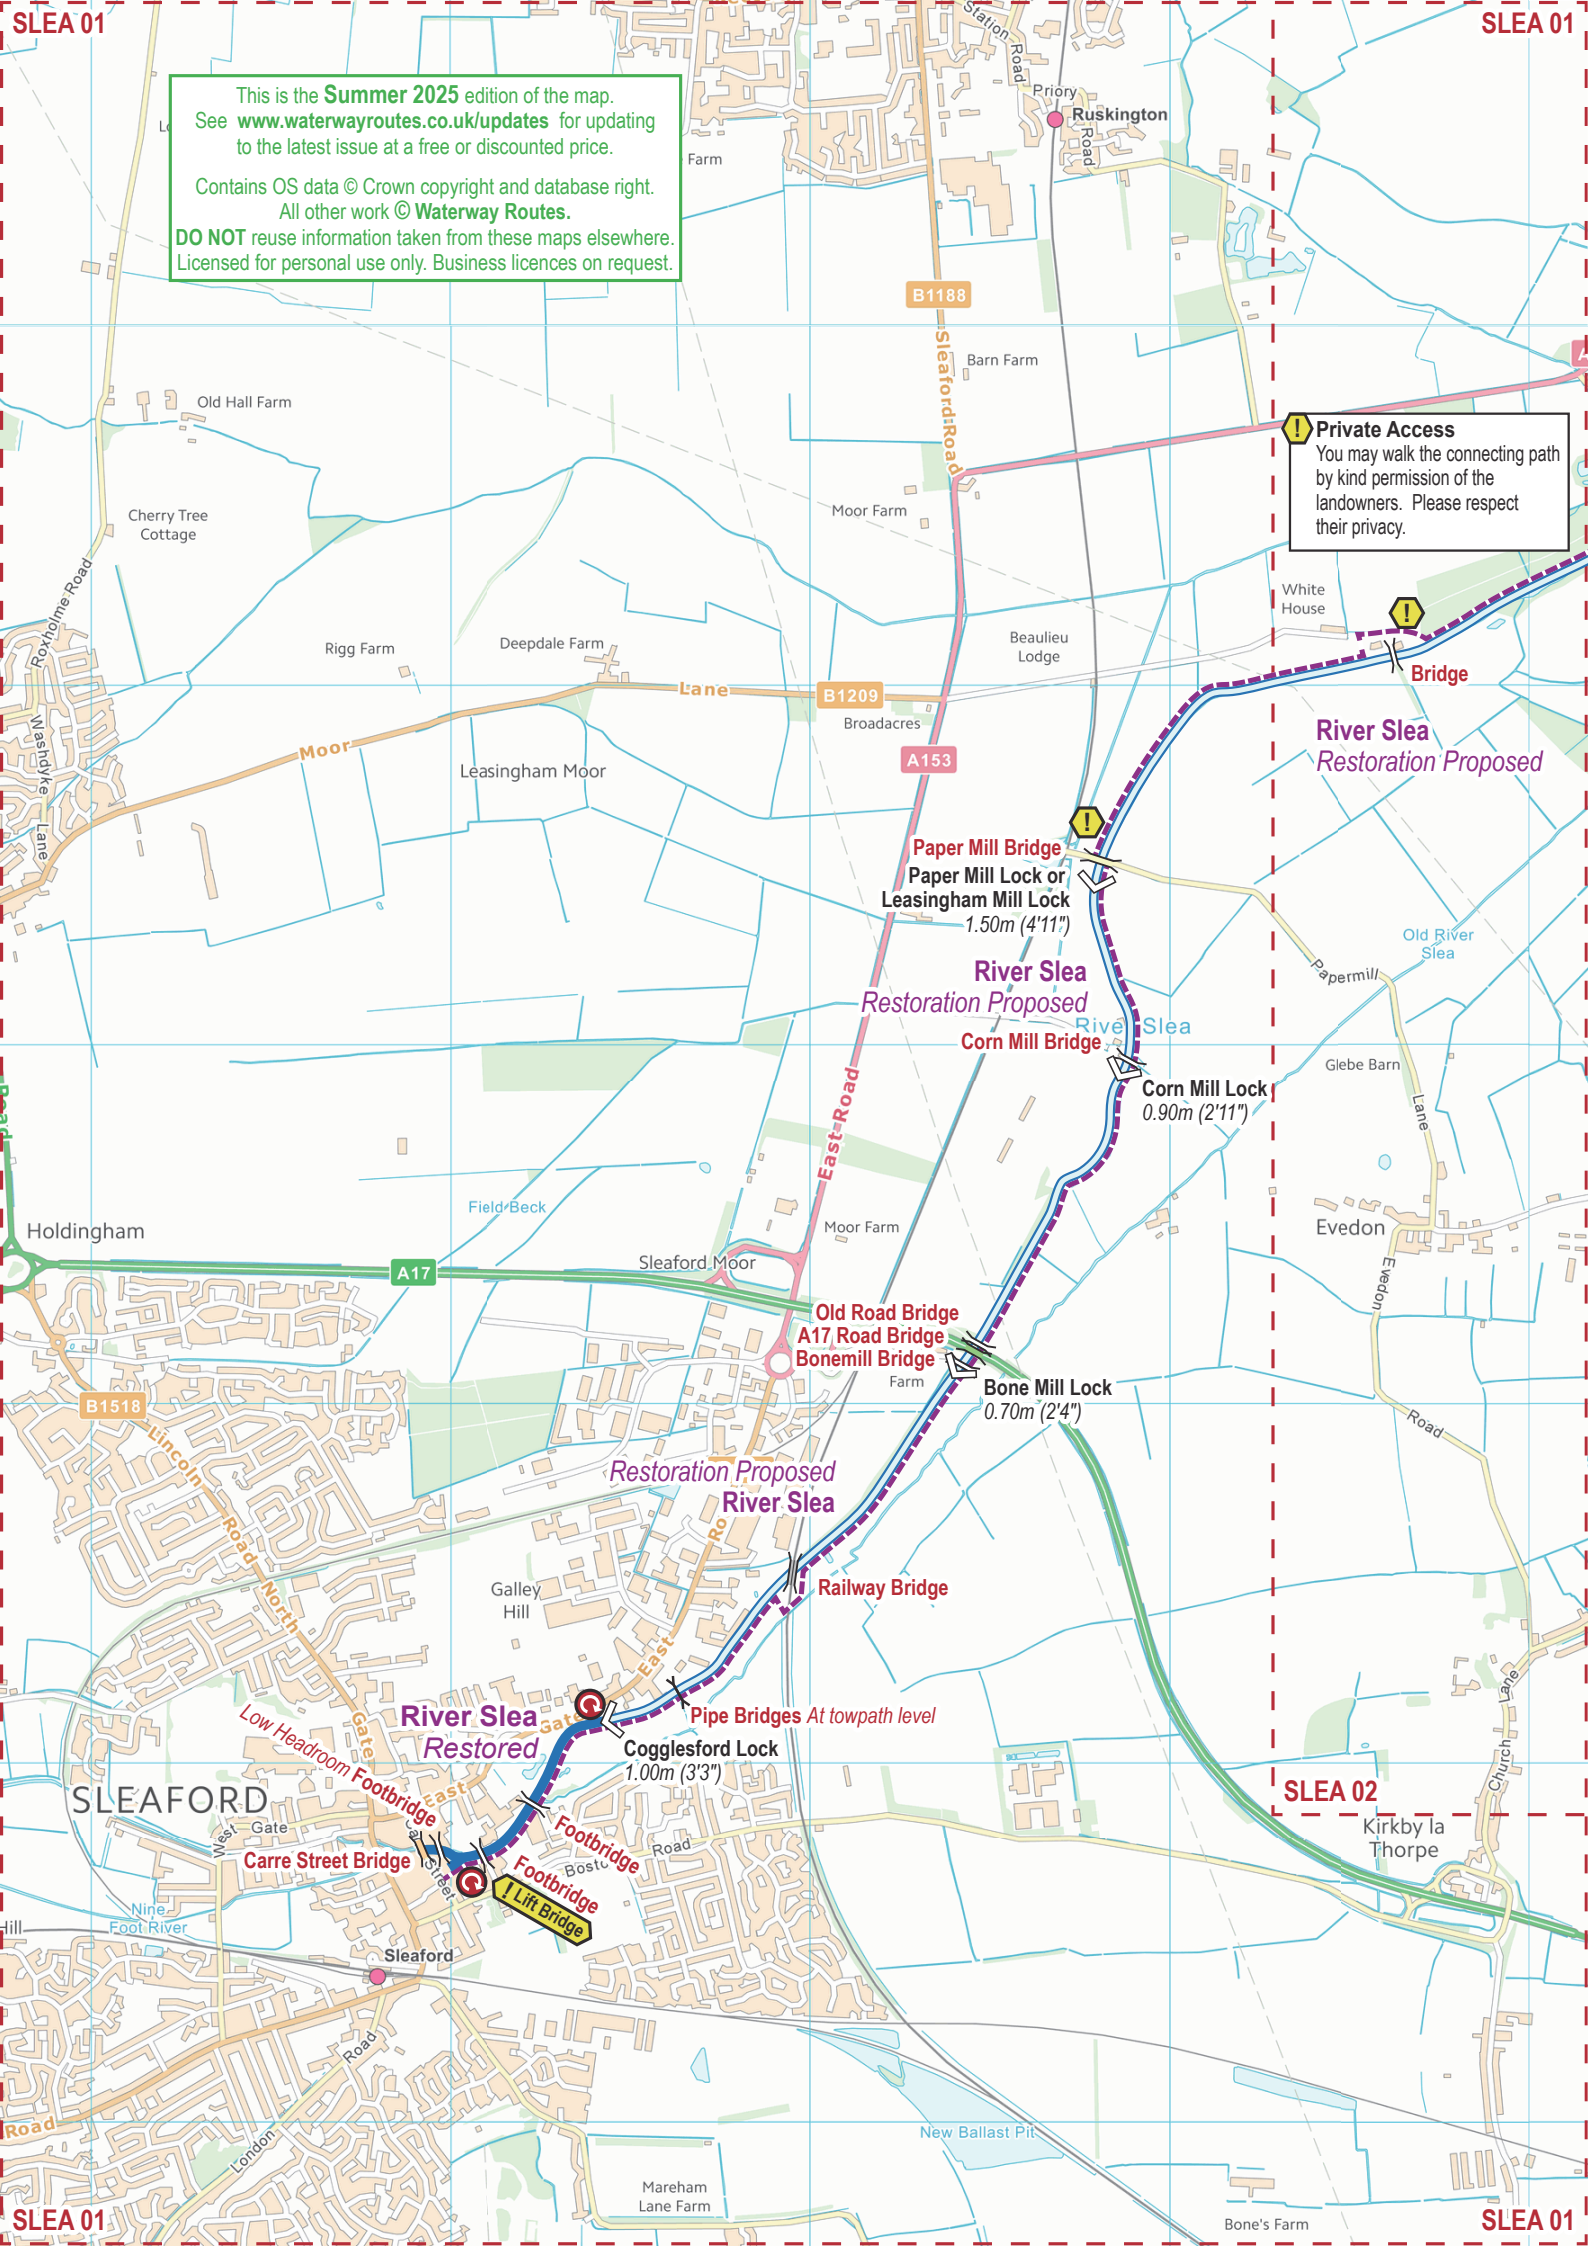 SLEA 01
SLEA 01
This is the Summer 2025 edition of the map.
See www.waterwayroutes.co.uk/updates for updating
to the latest issue at a free or discounted price.
Contains OS data © Crown copyright and database right.
All other work © Waterway Routes.
DO NOT reuse information taken from these maps elsewhere.
Licensed for personal use only. Business licences on request.
Station Road
Priory
Road
Ruskington
Farm
B1188
Sleaford Road
Barn Farm
Old Hall Farm
Private Access
You may walk the connecting path
by kind permission of the
landowners. Please respect
their privacy.
Cherry Tree
Cottage
Moor Farm
Roxholme Road
White
House
Rigg Farm
Deepdale Farm
Beaulieu
Lodge
Bridge
Lane
B1209
Broadacres
Moor
Washdyke
Lane
A153
Leasingham Moor
River Slea
Restoration Proposed
Paper Mill Bridge
Paper Mill Lock or
Leasingham Mill Lock
1.50m (4'11")
Old River
Slea
Papermill
Lane
River Slea
Restoration Proposed
River Slea
Corn Mill Bridge
Glebe Barn
Corn Mill Lock
0.90m (2'11")
East Road
Road
Field Beck
Holdingham
Moor Farm
Evedon
Sleaford Moor
A17
Evedon
Road
Old Road Bridge
A17 Road Bridge
Bonemill Bridge
Farm
Bone Mill Lock
0.70m (2'4")
B1518
Lincoln
Road
North
Gate
Restoration Proposed
River Slea
Ro
Galley
Hill
Railway Bridge
East
Gate
River Slea
Restored
Pipe Bridges At towpath level
Cogglesford Lock
1.00m (3'3")
Low Headroom Footbridge
SLEAFORD
East
West
Gate
Carre Street Bridge
Street
Footbridge
Footbridge
! Lift Bridge
Bosto
Road
Church Lane
SLEA 02
Kirkby la
Thorpe
Nine
Foot River
Hill
Sleaford
Road
London
Road
New Ballast Pit
Mareham
Lane Farm
Bone's Farm
SLEA 01
SLEA 01